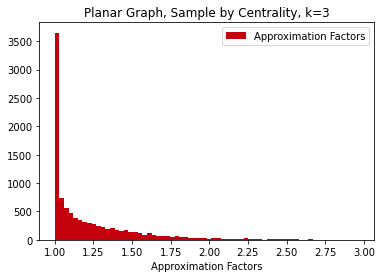 Planar Graph, Sample by Centrality, k=3
Approximation Factors
3500
3000
2500
2000
1500
1000
500
0
1.00 1.25 1.50 1.75 2.00 2.25 2.50 2.75 3.00
Approximation Factors